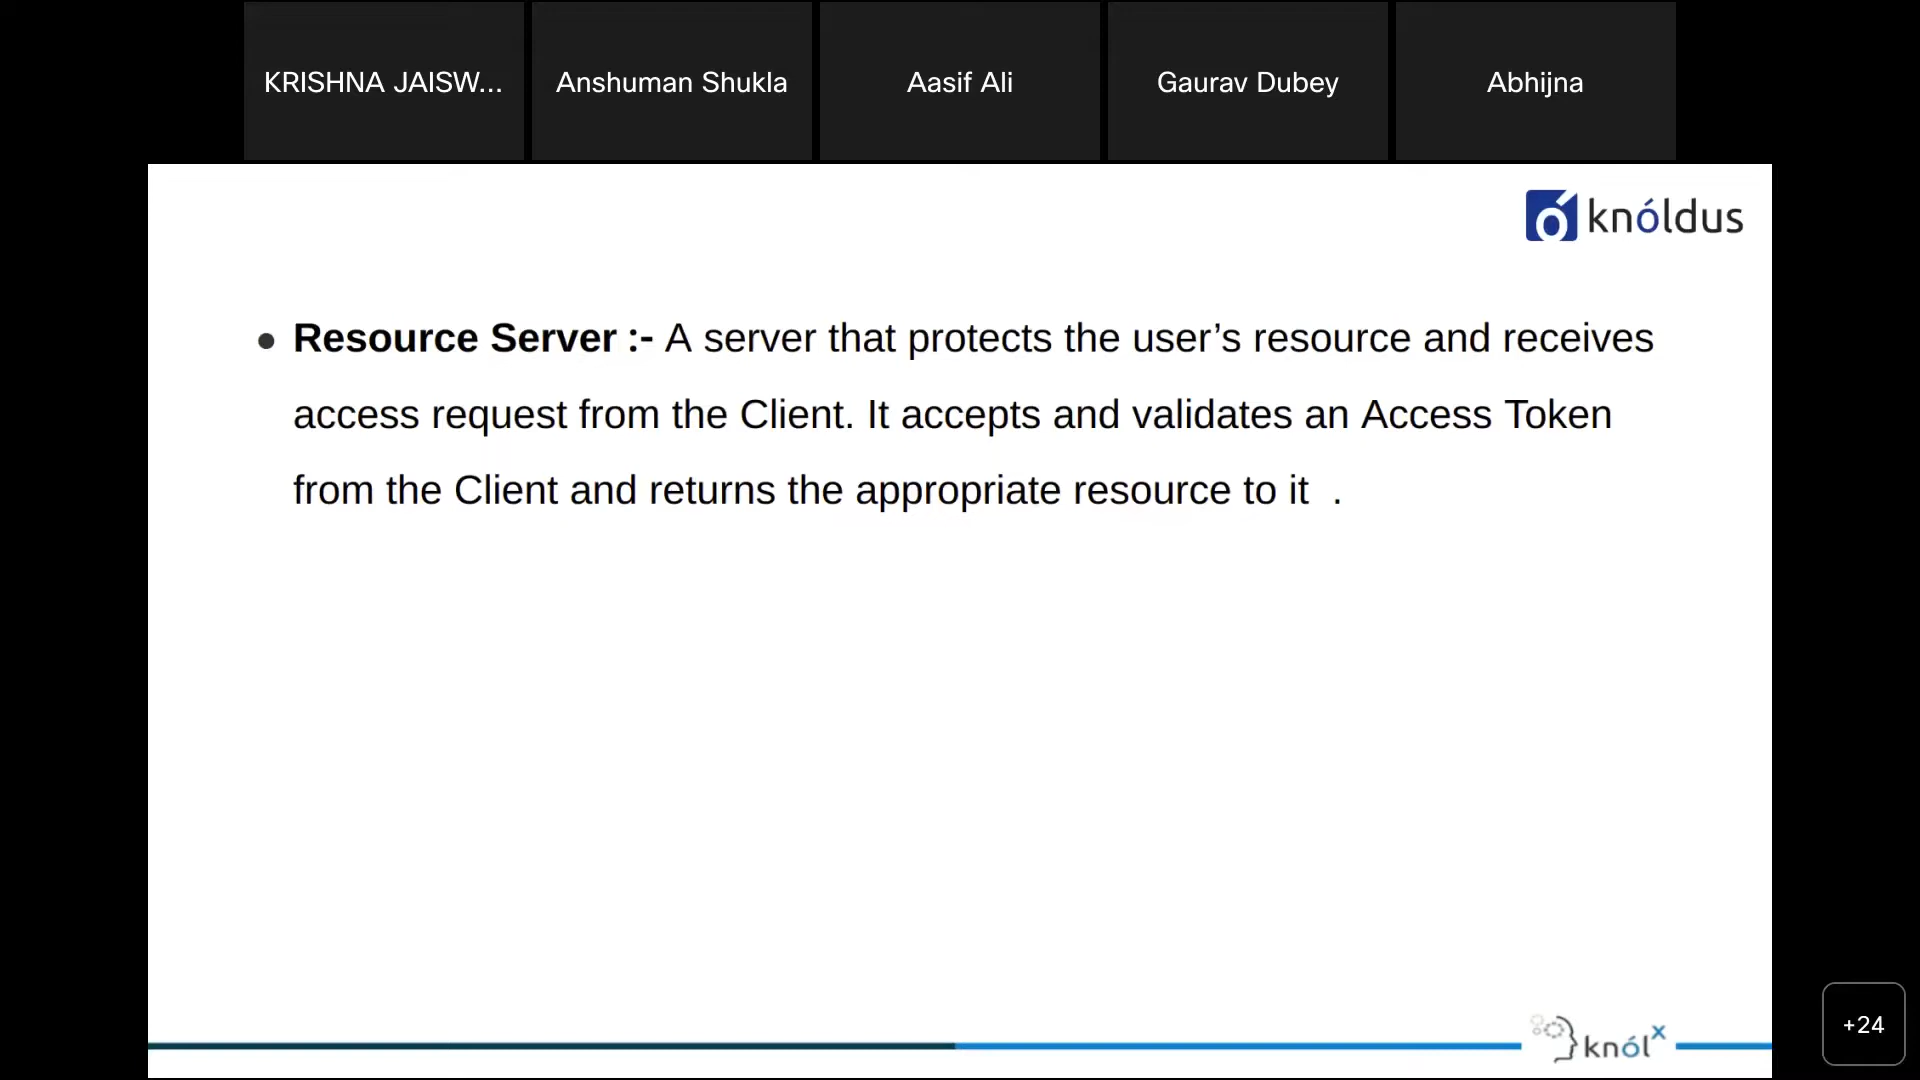 KRISHNA JAISW...
Anshuman Shukla
Aasif Ali
Gaurav Dubey
Abhijna
knóldus
● Resource Server :- A server that protects the user’s resource and receives
access request from the Client. It accepts and validates an Access Token
from the Client and returns the appropriate resource to it .
knólx
+24